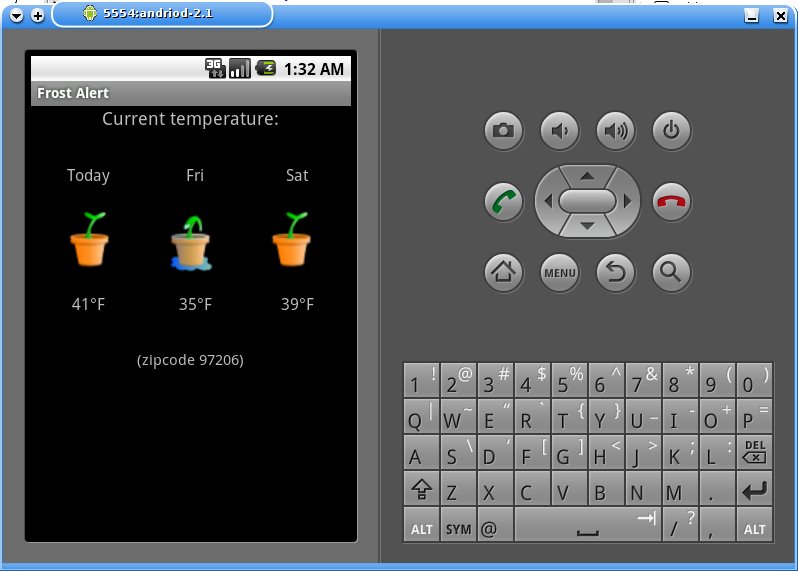 5554:andriod-2.1
3G 1:32 AM
Frost Alert
Current temperature:
Today Fri Sat
41°F 35°F 39°F
(zipcode 97206)
MENU
1 ! 2 @ 3 # 4 $ 5 % 6 ^ 7 & 8 * 9 ( 0 )
Q | W ~ E “ R ` T { Y } U _ I - O + P =
A S \ D ‘ F [ G ] H < J > K ; L : DEL
Z X C V B N M .
ALT SYM @ / ? , ALT